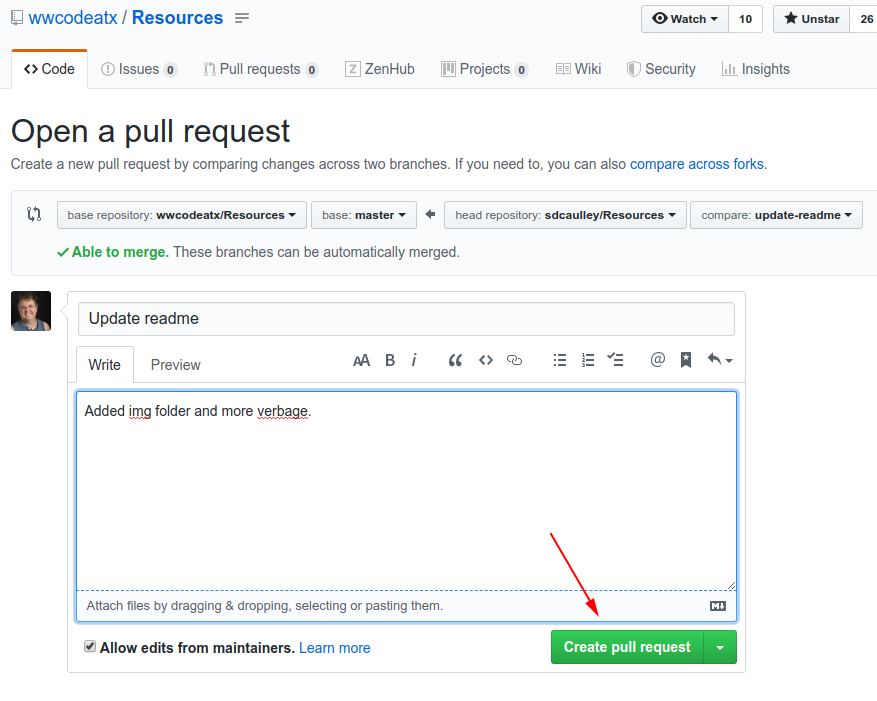 wwcodeatx / Resources
Watch 10 Unstar 26
Code Issues 0 Pull requests 0 ZenHub Projects 0 Wiki Security Insights
Open a pull request
Create a new pull request by comparing changes across two branches. If you need to, you can also compare across forks.
base repository: wwcodeatx/Resources base: master head repository: sdcaulley/Resources compare: update-readme
Able to merge. These branches can be automatically merged.
Update readme
Write Preview AA B i
Added img folder and more verbage.
Attach files by dragging & dropping, selecting or pasting them.
Allow edits from maintainers. Learn more Create pull request